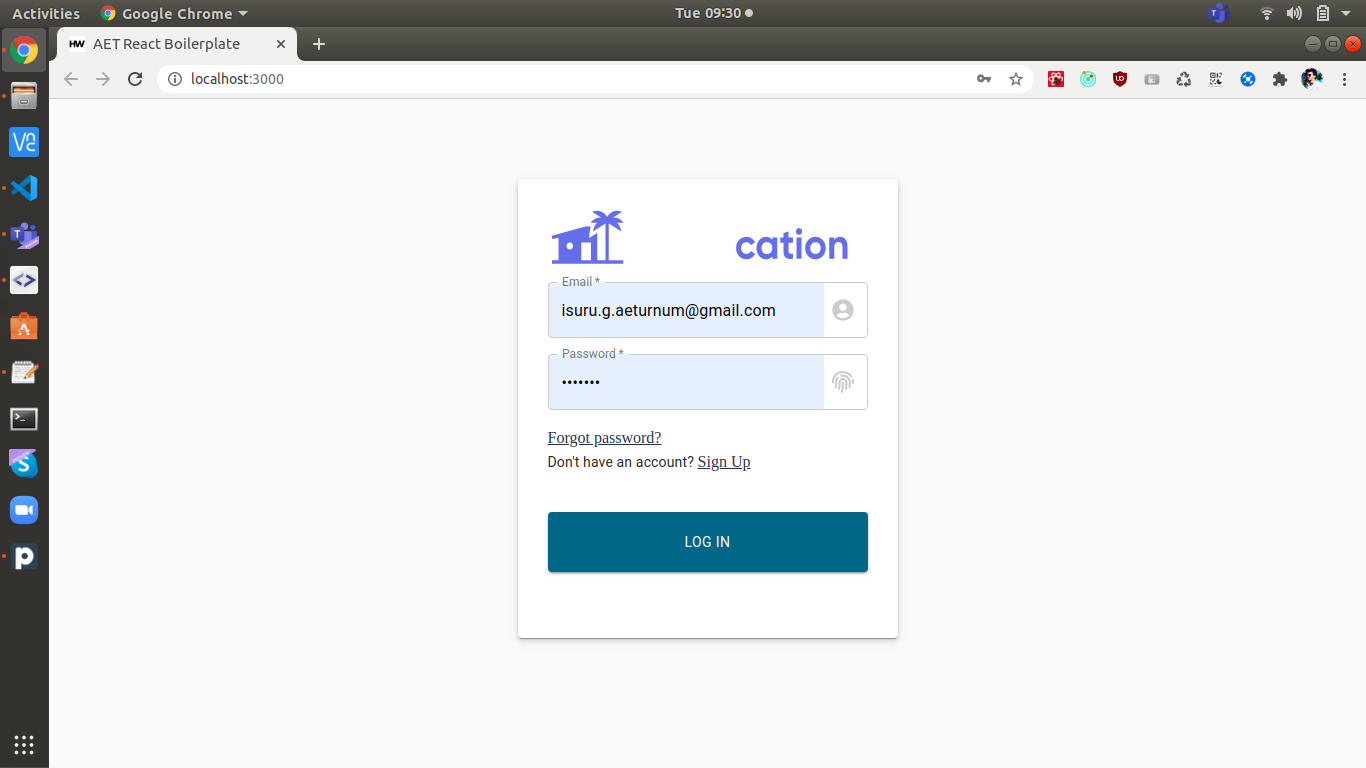 Activities Google Chrome Tue 09:30
HW AET React Boilerplate
localhost:3000
cation
Email *
isuru.g.aeturnum@gmail.com
Password *
•••••••
Forgot password?
Don't have an account? Sign Up
LOG IN